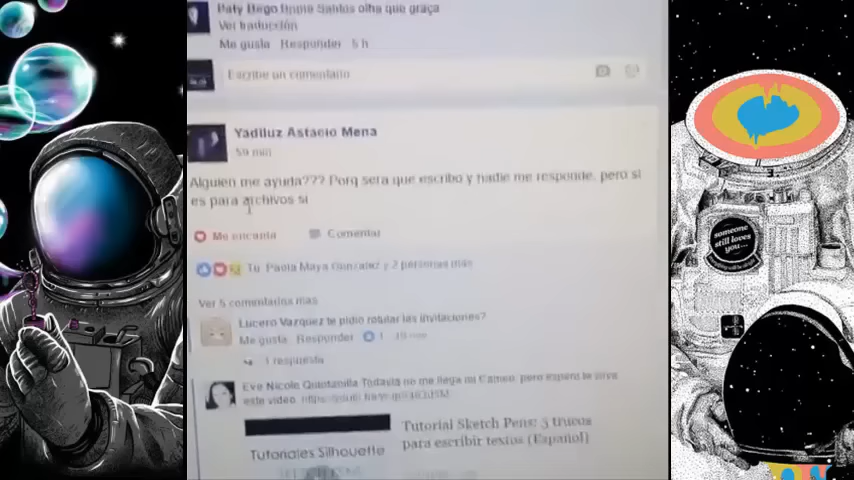 Paty Bego Santos olha que graça
Ver traducción
Me gusta Responder 5 h
Escribe un comentario
Yadiluz Astacio Mena
59 min
Alguien me ayuda??? Porq sera que escribo y nadie me responde, pero si
es para archivos si
Me encanta Comentar
Tú, Paola Maya Gonzalez y 2 personas más
Ver 5 comentarios más
Lucero Vazquez te pidio rotular las invitaciones?
Me gusta Responder 1
1 respuesta
Eve Nicole Quintanilla Todavia no me llega mi Cameo, pero espero te sirva
este video.
Tutorial Sketch Pens: 3 trucos
para escribir textos (Español)
Tutoriales Silhouette
someone
still loves
you...